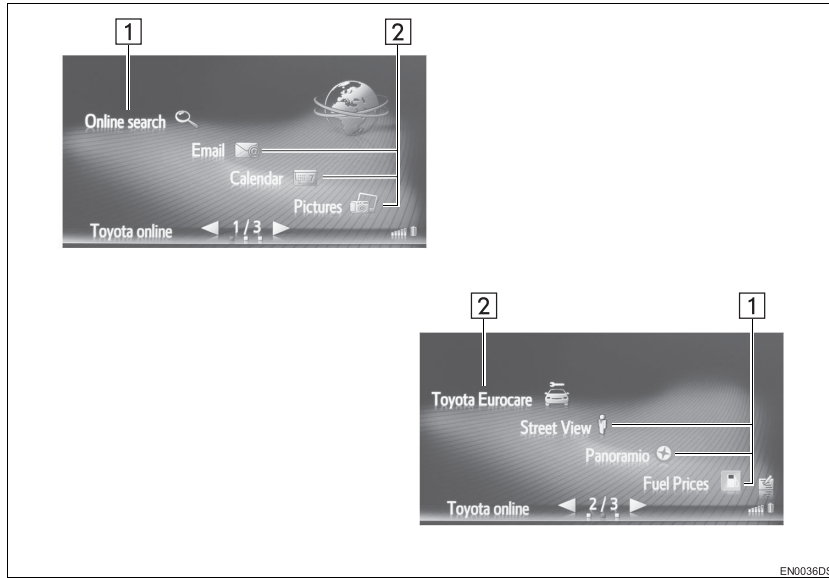 1 2
Online search
Email
Calendar
Pictures
Toyota online 1/3
2 1
Toyota Eurocare
Street View
Panoramio
Fuel Prices
Toyota online 2/3
EN0036DS